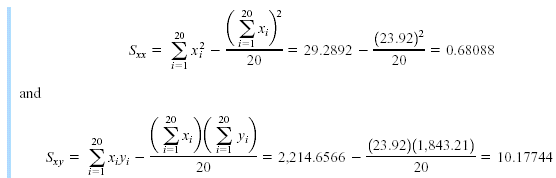 S_{xx} = \sum_{i=1}^{20} x_i^2 - \frac{\left(\sum_{i=1}^{20} x_i\right)^2}{20} = 29.2892 - \frac{(23.92)^2}{20} = 0.68088
and
S_{xy} = \sum_{i=1}^{20} x_i y_i - \frac{\left(\sum_{i=1}^{20} x_i\right)\left(\sum_{i=1}^{20} y_i\right)}{20} = 2,214.6566 - \frac{(23.92)(1,843.21)}{20} = 10.17744